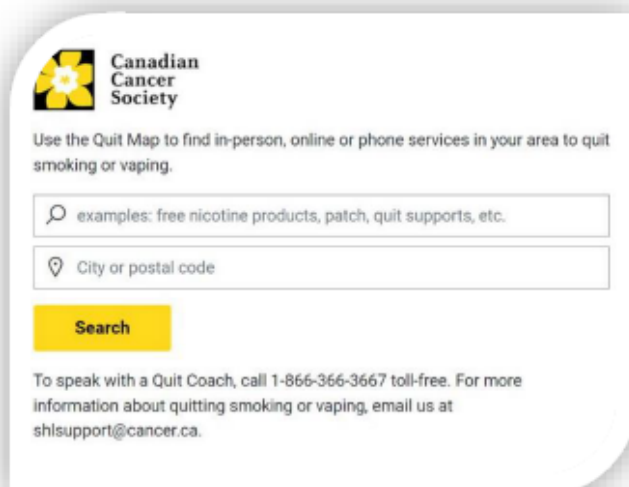 Canadian
Cancer
Society
Use the Quit Map to find in-person, online or phone services in your area to quit
smoking or vaping.
examples: free nicotine products, patch, quit supports, etc.
City or postal code
Search
To speak with a Quit Coach, call 1-866-366-3667 toll-free. For more
information about quitting smoking or vaping, email us at
shlsupport@cancer.ca.